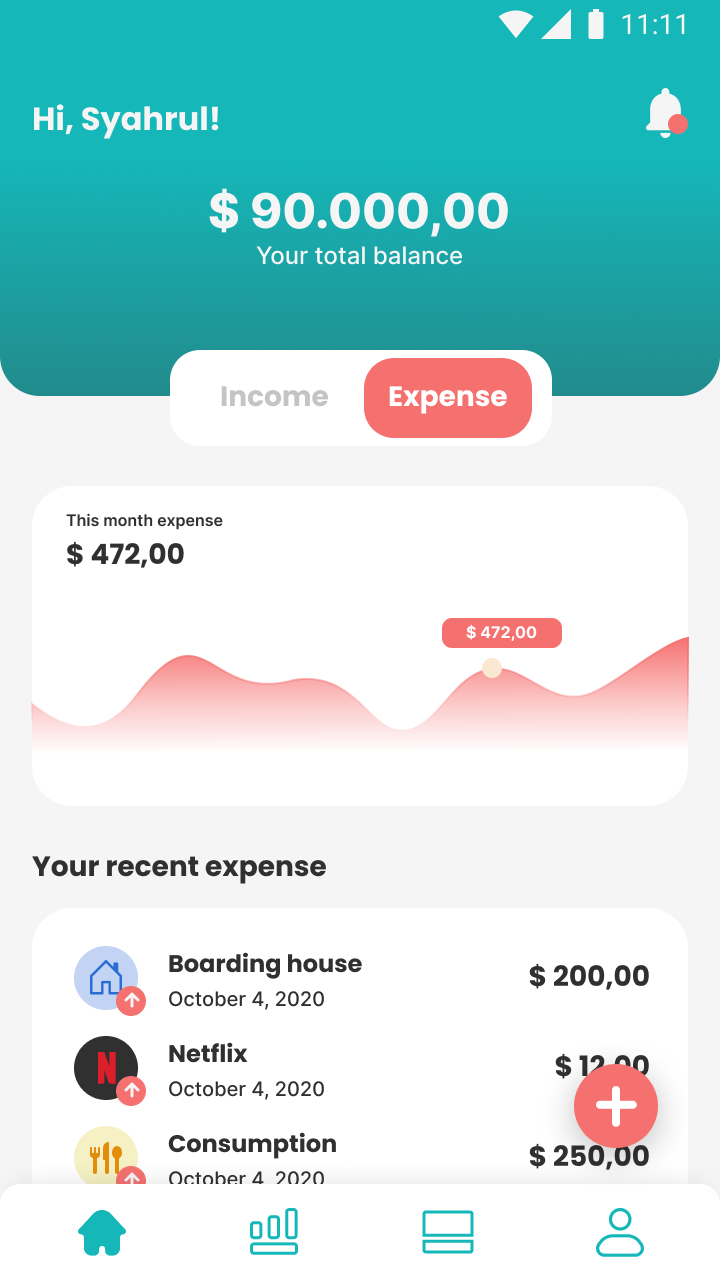 11:11
Hi, Syahrul!
$ 90.000,00
Your total balance
Income Expense
This month expense
$ 472,00
$ 472,00
Your recent expense
Boarding house
$ 200,00
October 4, 2020
Netflix
$ 12,00
October 4, 2020
Consumption
$ 250,00
October 4, 2020